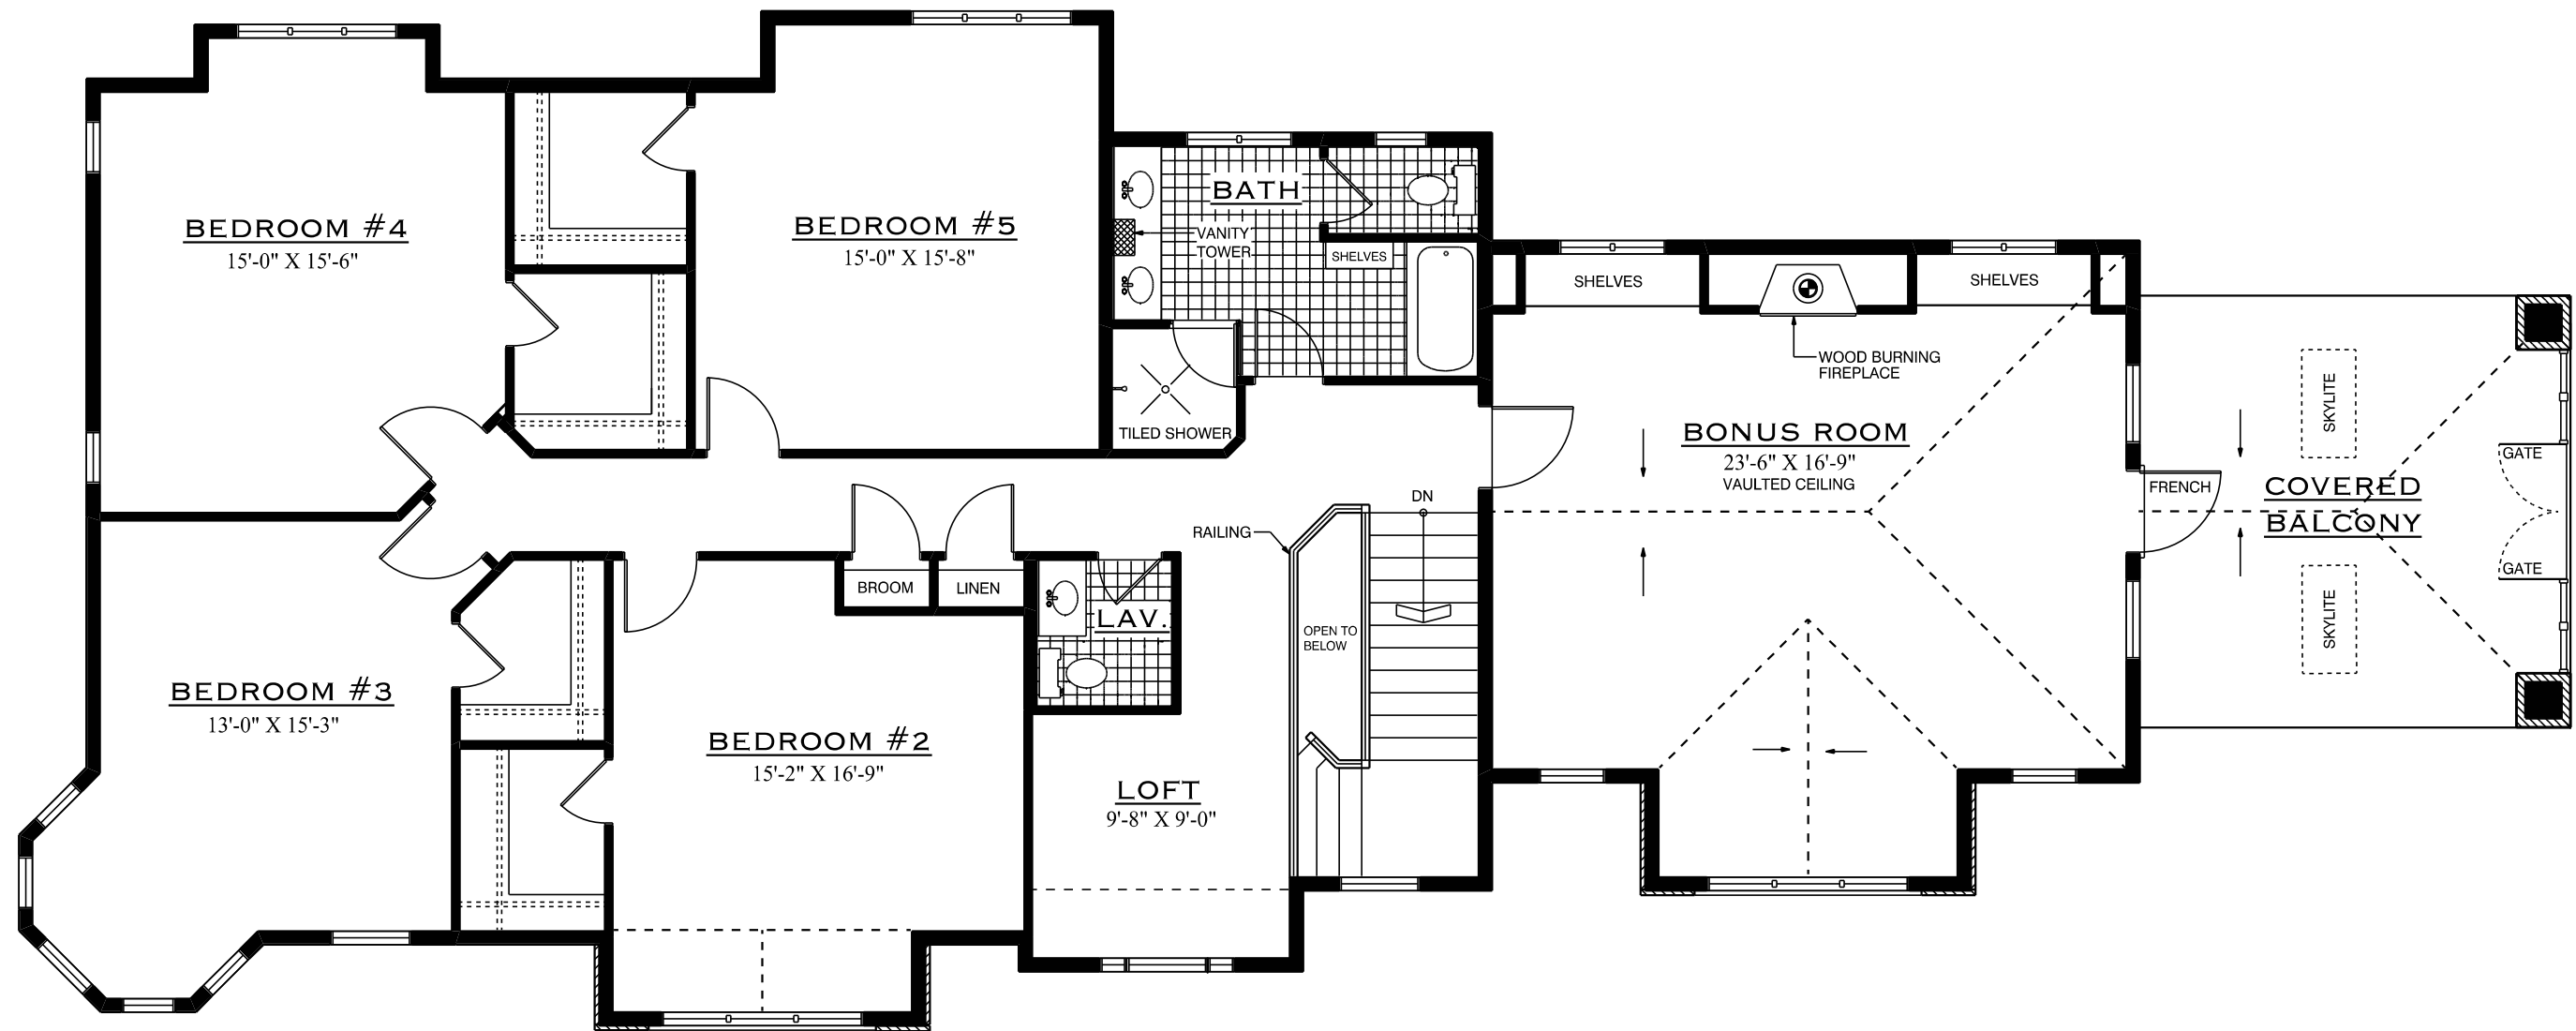 BEDROOM #4
15'-0" X 15'-6"
BEDROOM #5
15'-0" X 15'-8"
BATH
VANITY
TOWER
SHELVES
TILED SHOWER
SHELVES
SHELVES
WOOD BURNING
FIREPLACE
BONUS ROOM
23'-6" X 16'-9"
VAULTED CEILING
FRENCH
SKYLITE
COVERED
BALCONY
SKYLITE
GATE
GATE
DN
RAILING
OPEN TO
BELOW
BROOM
LINEN
LAV.
BEDROOM #3
13'-0" X 15'-3"
BEDROOM #2
15'-2" X 16'-9"
LOFT
9'-8" X 9'-0"